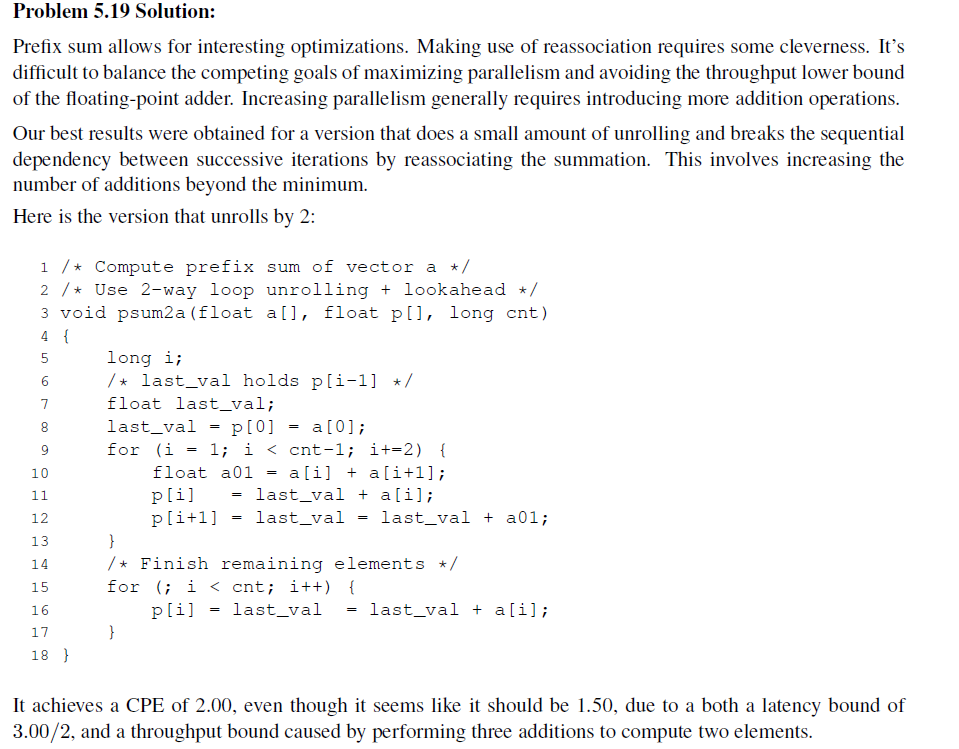 Problem 5.19 Solution:
Prefix sum allows for interesting optimizations. Making use of reassociation requires some cleverness. It's
difficult to balance the competing goals of maximizing parallelism and avoiding the throughput lower bound
of the floating-point adder. Increasing parallelism generally requires introducing more addition operations.
Our best results were obtained for a version that does a small amount of unrolling and breaks the sequential
dependency between successive iterations by reassociating the summation. This involves increasing the
number of additions beyond the minimum.
Here is the version that unrolls by 2:
1 /* Compute prefix sum of vector a */
2 /* Use 2-way loop unrolling + lookahead */
3 void psum2a(float a[], float p[], long cnt)
4 {
5     long i;
6     /* last_val holds p[i-1] */
7     float last_val;
8     last_val = p[0] = a[0];
9     for (i = 1; i < cnt-1; i+=2) {
10         float a01 = a[i] + a[i+1];
11         p[i]   = last_val + a[i];
12         p[i+1] = last_val = last_val + a01;
13     }
14     /* Finish remaining elements */
15     for (; i < cnt; i++) {
16         p[i] = last_val  = last_val + a[i];
17     }
18 }
It achieves a CPE of 2.00, even though it seems like it should be 1.50, due to a both a latency bound of
3.00/2, and a throughput bound caused by performing three additions to compute two elements.